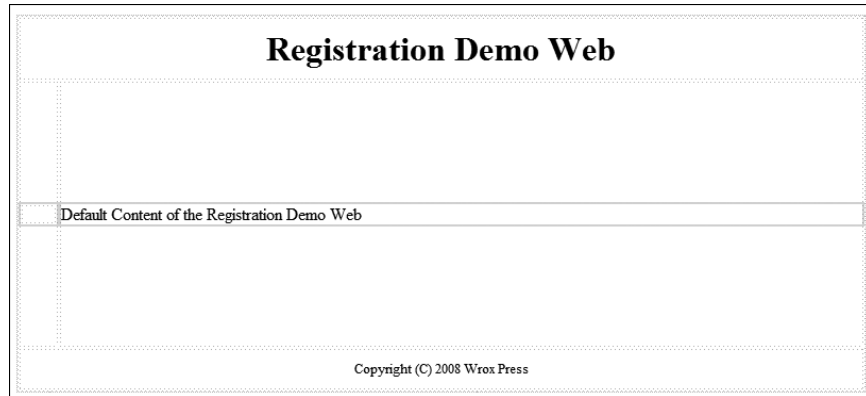 Registration Demo Web
Default Content of the Registration Demo Web
Copyright (C) 2008 Wrox Press